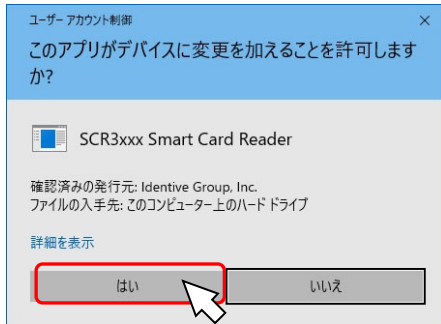 ユーザー アカウント制御
このアプリがデバイスに変更を加えることを許可します
か?
SCR3xxx Smart Card Reader
確認済みの発行元: Identive Group, Inc.
ファイルの入手先: このコンピューター上のハード ドライブ
詳細を表示
はい
いいえ